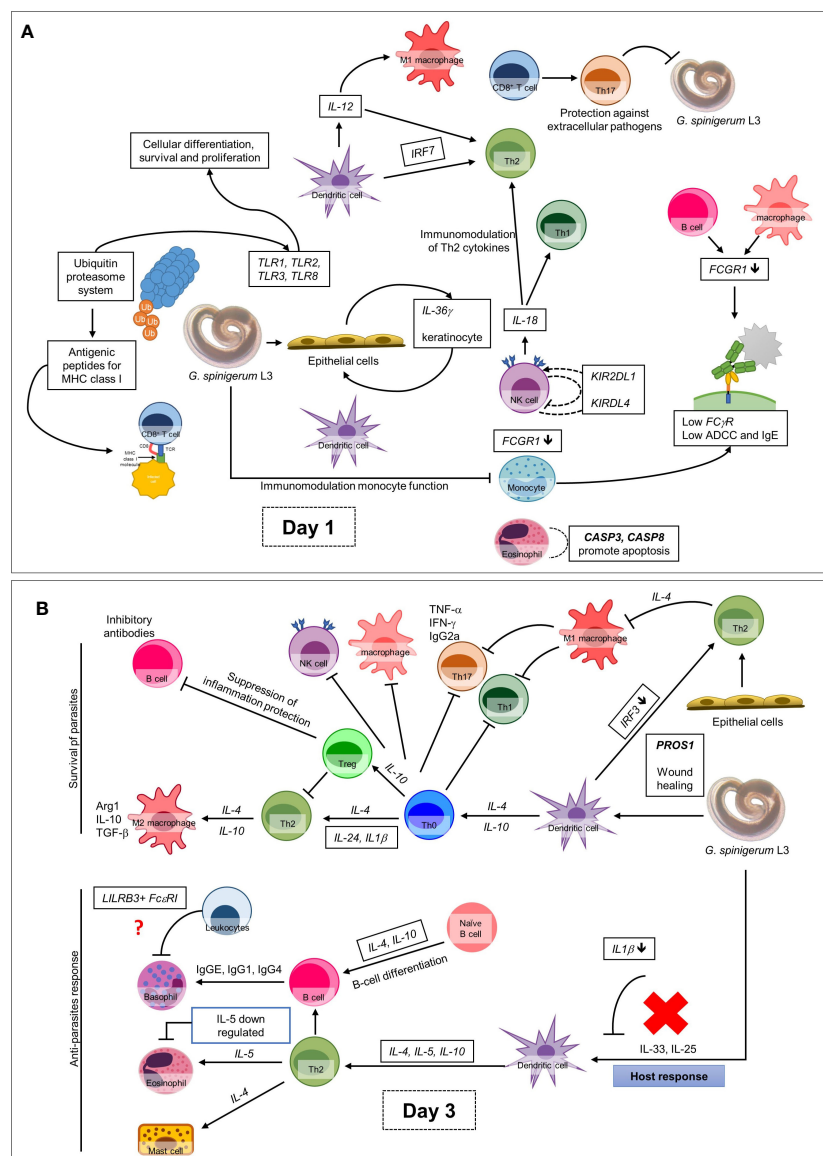 A
M1 macrophage
CD8⁺ T cell
Th17
Protection against
extracellular pathogens
G. spinigerum L3
IL-12
Cellular differentiation,
survival and proliferation
IRF7
Th2
Dendritic cell
B cell
macrophage
Immunomodulation
of Th2 cytokines
Th1
Ubiquitin
proteasome
system
TLR1, TLR2,
TLR3, TLR8
FCGR1
Ub
Ub
Ub
Ub
IL-36γ
keratinocyte
IL-18
Antigenic
peptides for
MHC class I
G. spinigerum L3
Epithelial cells
NK cell
KIR2DL1
KIRDL4
CD8⁺ T cell
CD8
TCR
MHC
class I
molecule
Dendritic cell
FCGR1
Low FCγR
Low ADCC and IgE
Immunomodulation monocyte function
Monocyte
Day 1
Eosinophil
CASP3, CASP8
promote apoptosis
B
Survival pf parasites
Inhibitory
antibodies
B cell
NK cell
macrophage
TNF-α
IFN-γ
IgG2a
Th17
Th1
M1 macrophage
IL-4
Th2
Suppression of
inflammation protection
IRF3
Epithelial cells
PROS1
Wound
healing
Treg
IL-10
Arg1
IL-10
TGF-β
M2 macrophage
IL-4
IL-10
Th2
IL-4
IL-24, IL1β
Th0
IL-4
IL-10
Dendritic cell
G. spinigerum L3
Anti-parasites response
LILRB3+ FcεRI
?
Leukocytes
Naïve
B cell
IL-4, IL-10
B-cell differentiation
IL1β
Basophil
IgGE, IgG1, IgG4
B cell
IL-5 down
regulated
Eosinophil
IL-5
Th2
IL-4, IL-5, IL-10
Dendritic cell
IL-33, IL-25
Host response
IL-4
Mast cell
Day 3